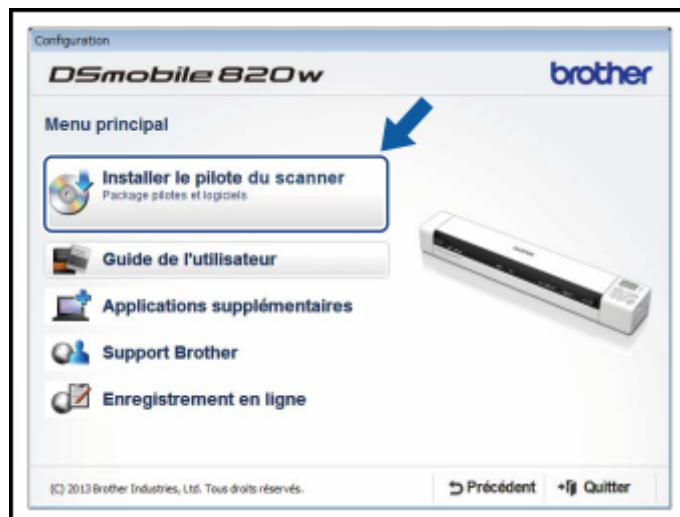 Configuration
DSmobile 820w
brother
Menu principal
Installer le pilote du scanner
Package pilotes et logiciels
Guide de l'utilisateur
Applications supplémentaires
Support Brother
Enregistrement en ligne
(C) 2013 Brother Industries, Ltd. Tous droits réservés.
Précédent
Quitter